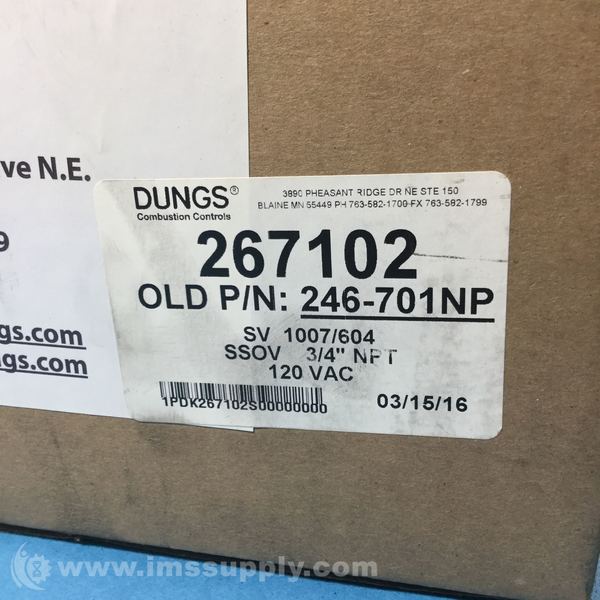 ve N.E.
9
ngs.com
ngs.com
DUNGS®
Combustion Controls
3890 PHEASANT RIDGE DR NE STE 150
BLAINE MN 55449 PH 763-582-1700 FX 763-582-1799
267102
OLD P/N: 246-701NP
SV 1007/604
SSOV 3/4" NPT
120 VAC
1PDK267102S00000000
03/15/16
www.imssupply.com